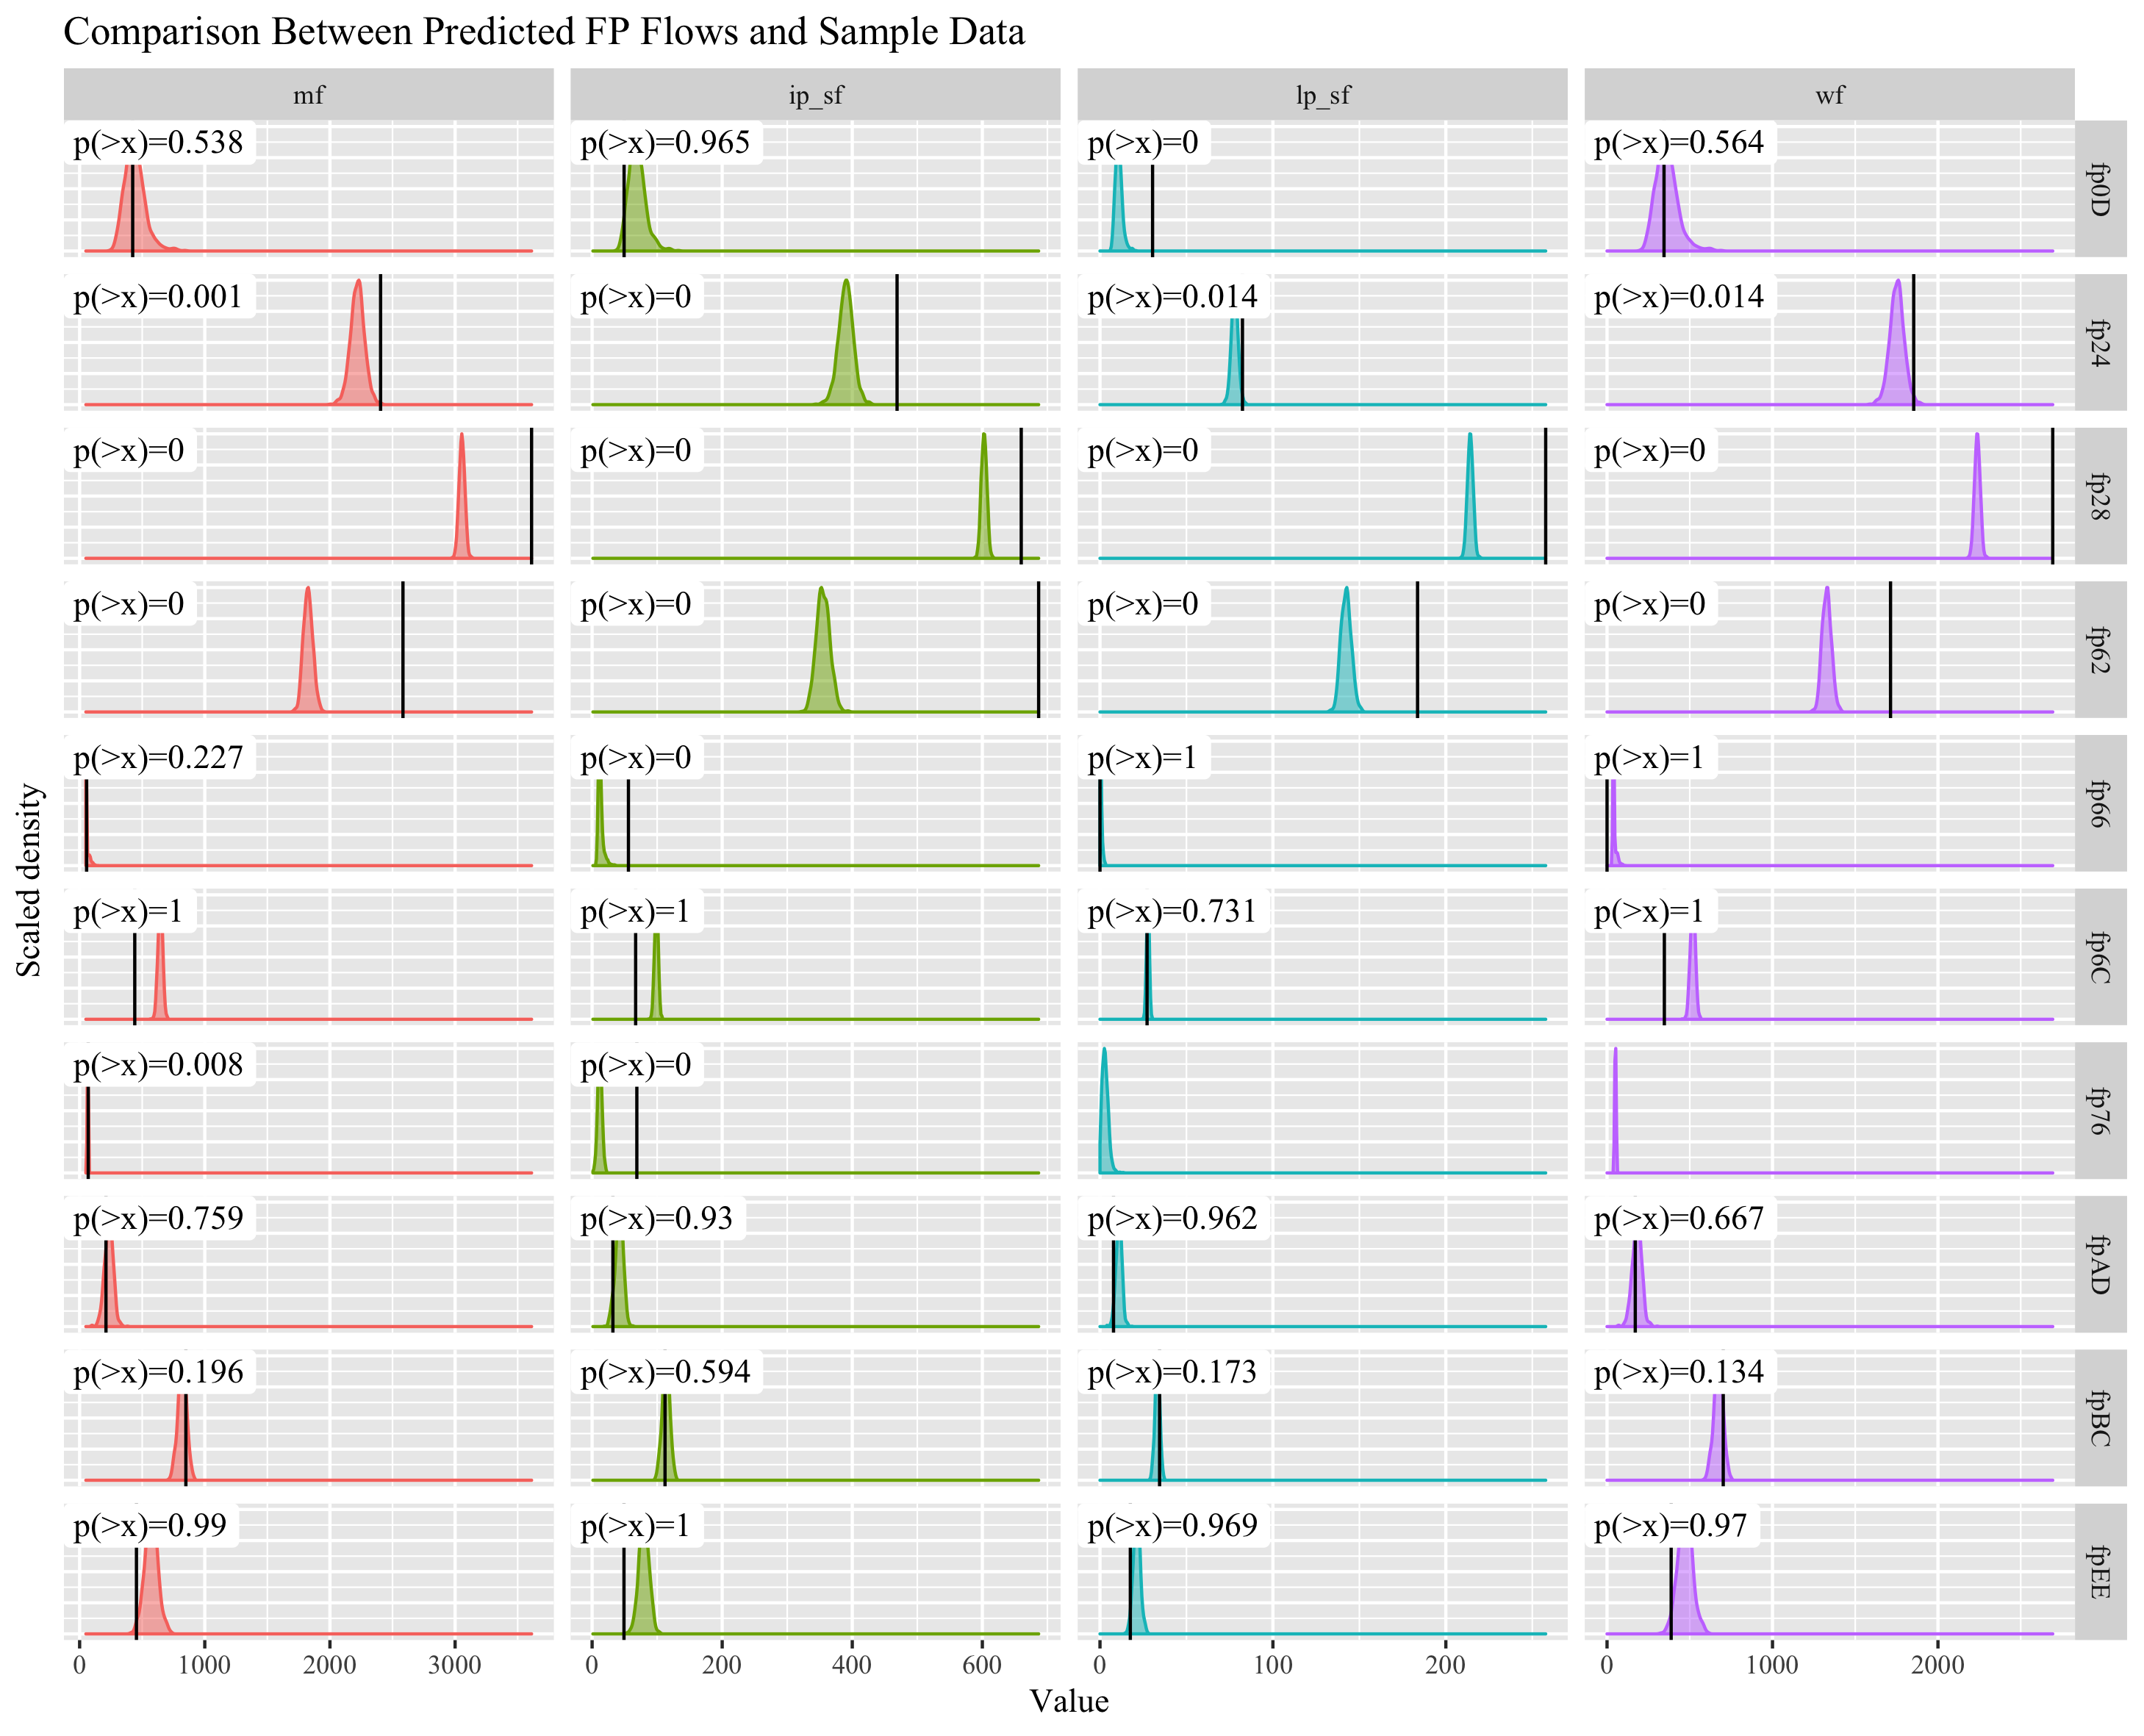 Comparison Between Predicted FP Flows and Sample Data
mf ip_sf lp_sf wf
p(>x)=0.538 p(>x)=0.965 p(>x)=0 p(>x)=0.564 fp0D
p(>x)=0.001 p(>x)=0 p(>x)=0.014 p(>x)=0.014 fp24
p(>x)=0 p(>x)=0 p(>x)=0 p(>x)=0 fp28
p(>x)=0 p(>x)=0 p(>x)=0 p(>x)=0 fp62
p(>x)=0.227 p(>x)=0 p(>x)=1 p(>x)=1 fp66
p(>x)=1 p(>x)=1 p(>x)=0.731 p(>x)=1 fp6C
p(>x)=0.008 p(>x)=0 fp76
p(>x)=0.759 p(>x)=0.93 p(>x)=0.962 p(>x)=0.667 fpAD
p(>x)=0.196 p(>x)=0.594 p(>x)=0.173 p(>x)=0.134 fpBC
p(>x)=0.99 p(>x)=1 p(>x)=0.969 p(>x)=0.97 fpEE
Scaled density
0 1000 2000 3000 0 200 400 600 0 100 200 0 1000 2000
Value